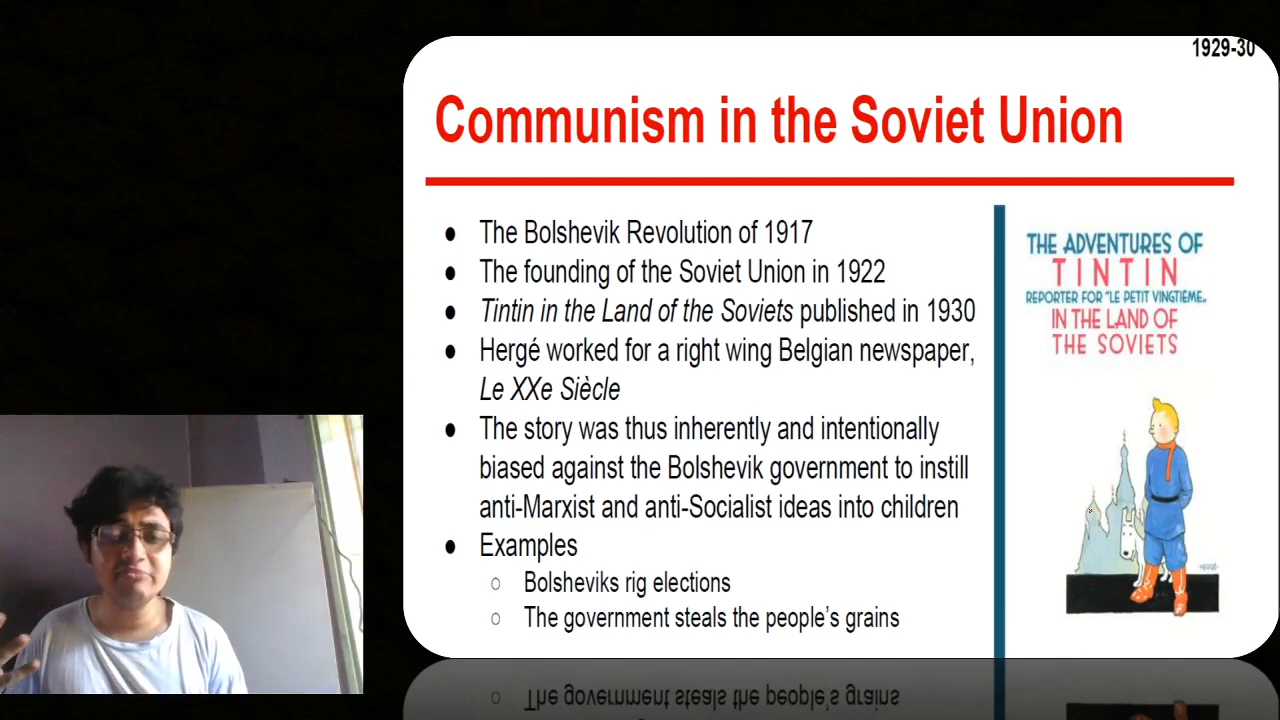 1929-30
Communism in the Soviet Union
● The Bolshevik Revolution of 1917
● The founding of the Soviet Union in 1922
● Tintin in the Land of the Soviets published in 1930
● Hergé worked for a right wing Belgian newspaper,
Le XXe Siècle
● The story was thus inherently and intentionally
biased against the Bolshevik government to instill
anti-Marxist and anti-Socialist ideas into children
● Examples
○ Bolsheviks rig elections
○ The government steals the people's grains
THE ADVENTURES OF
TINTIN
REPORTER FOR "LE PETIT VINGTIÈME"
IN THE LAND OF
THE SOVIETS
HERGÉ
The government steals the people's grains